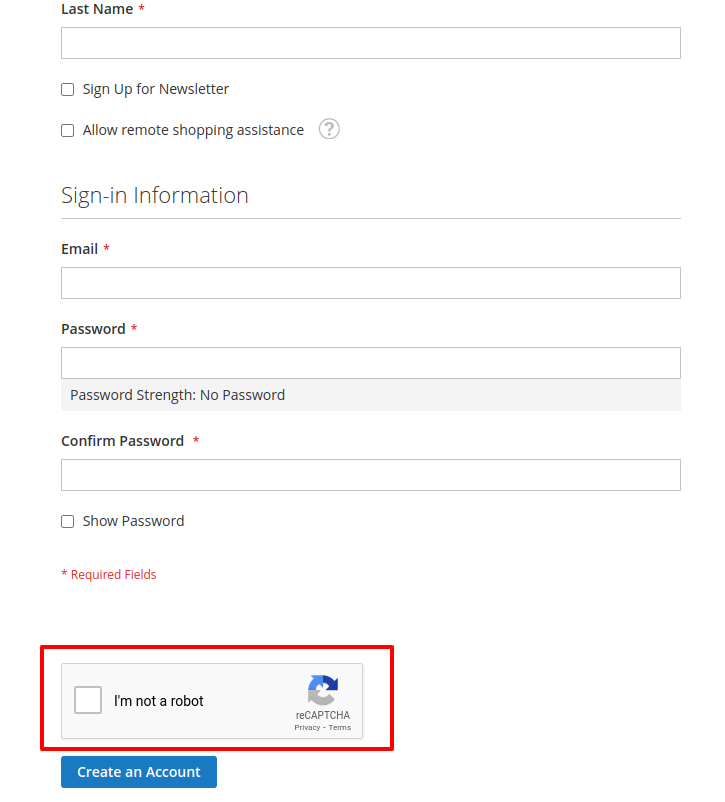 Last Name *
Sign Up for Newsletter
Allow remote shopping assistance ?
Sign-in Information
Email *
Password *
Password Strength: No Password
Confirm Password *
Show Password
* Required Fields
I'm not a robot
reCAPTCHA
Privacy - Terms
Create an Account